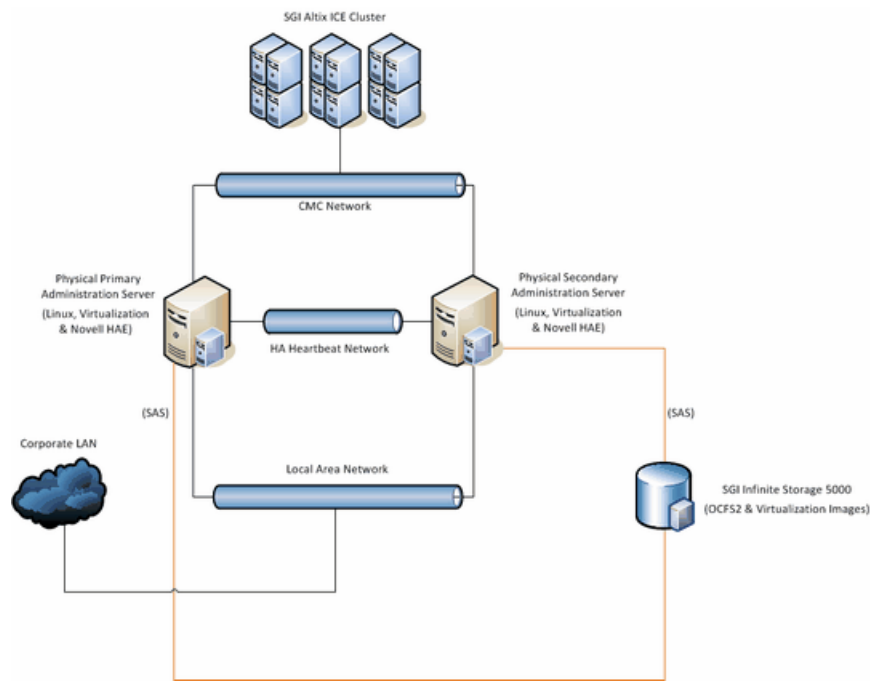 SGI Altix ICE Cluster
CMC Network
Physical Primary
Administration Server
(Linux, Virtualization
& Novell HAE)
Physical Secondary
Administration Server
(Linux, Virtualization
& Novell HAE)
HA Heartbeat Network
(SAS)
(SAS)
Corporate LAN
Local Area Network
SGI Infinite Storage 5000
(OCFS2 & Virtualization Images)